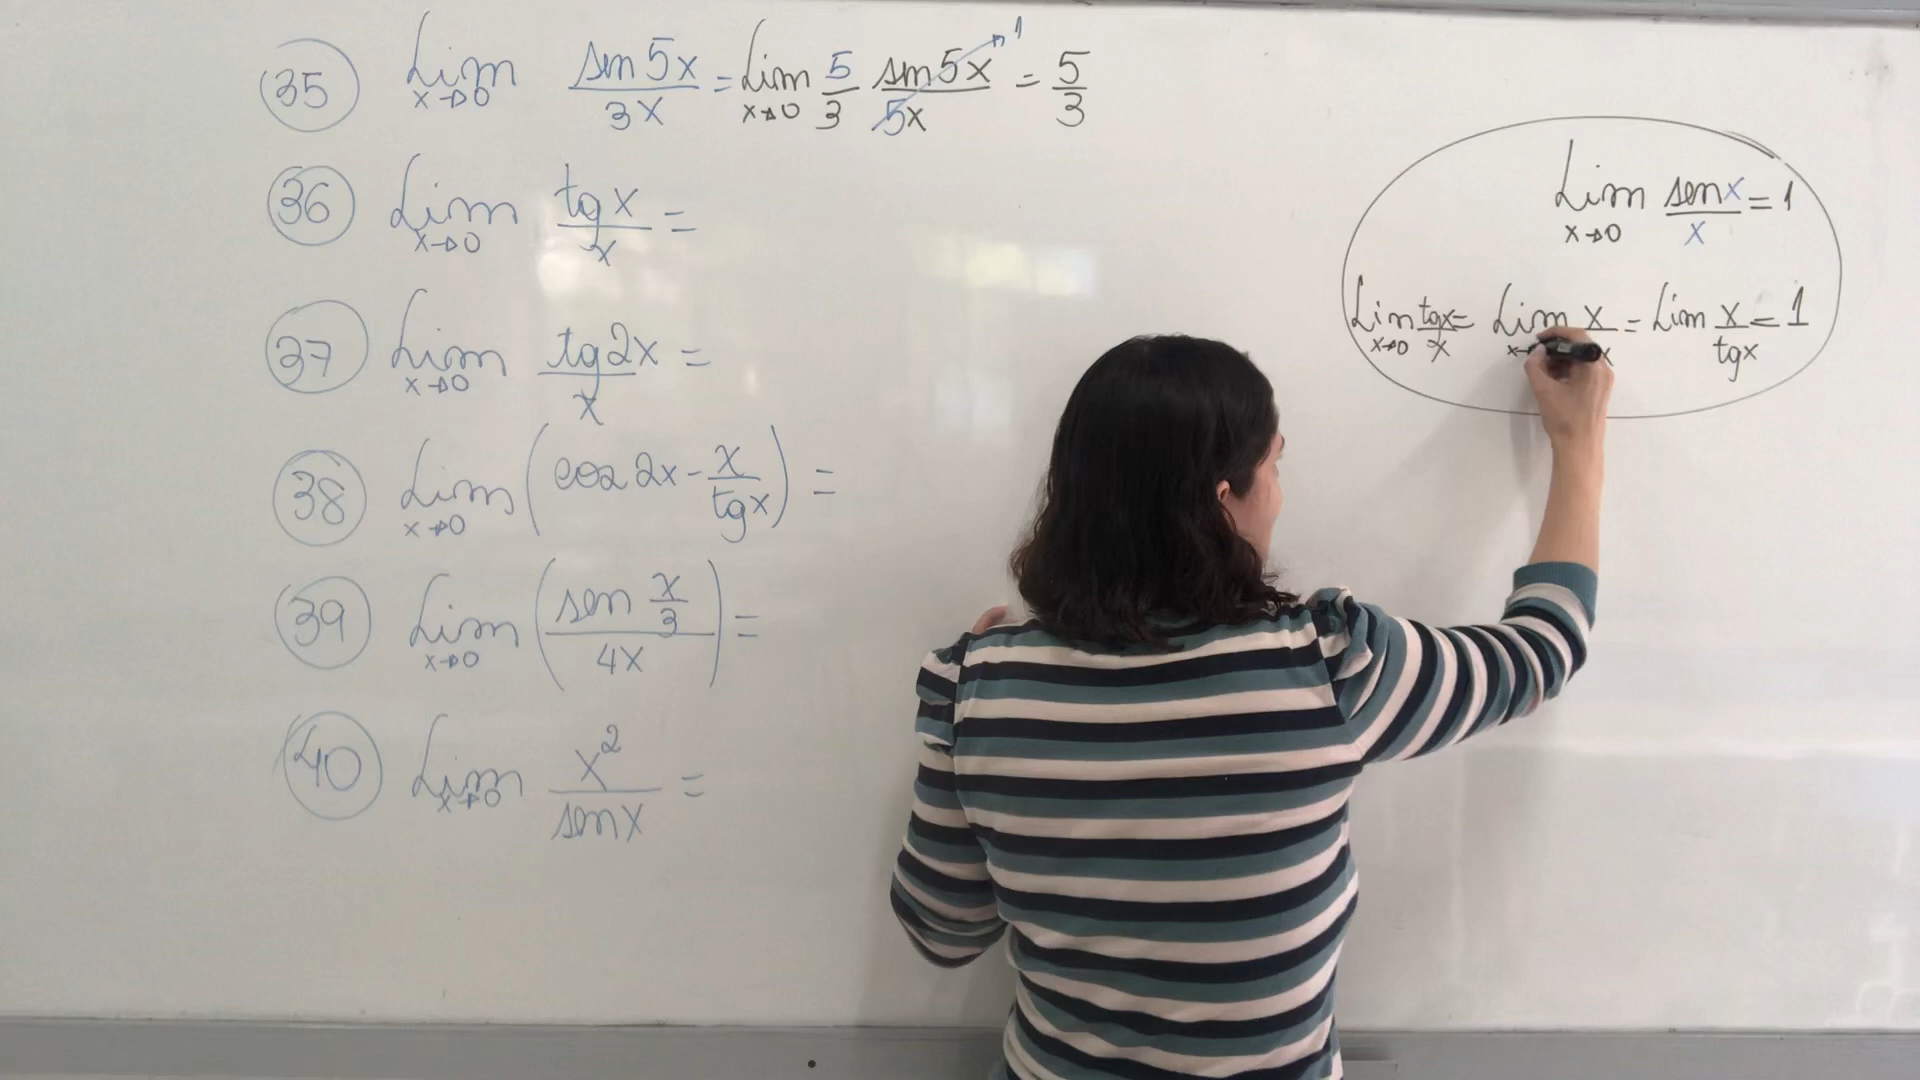 35 Lim x→0 sen 5x / 3x = Lim x→0 5/3 sen 5x / 5x 1 = 5/3
36 Lim x→0 tg x / x =
37 Lim x→0 tg 2x / x =
38 Lim x→0 (cos 2x - x / tg x) =
39 Lim x→0 (sen x/3 / 4x) =
40 Lim x→0 x² / sen x =
Lim x→0 sen x / x = 1
Lim x→0 tg x / x = Lim x / x = Lim x / tg x = 1